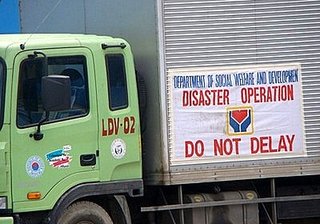 LDV-02
DEPARTMENT OF SOCIAL WELFARE AND DEVELOPMENT
DISASTER OPERATION
DO NOT DELAY